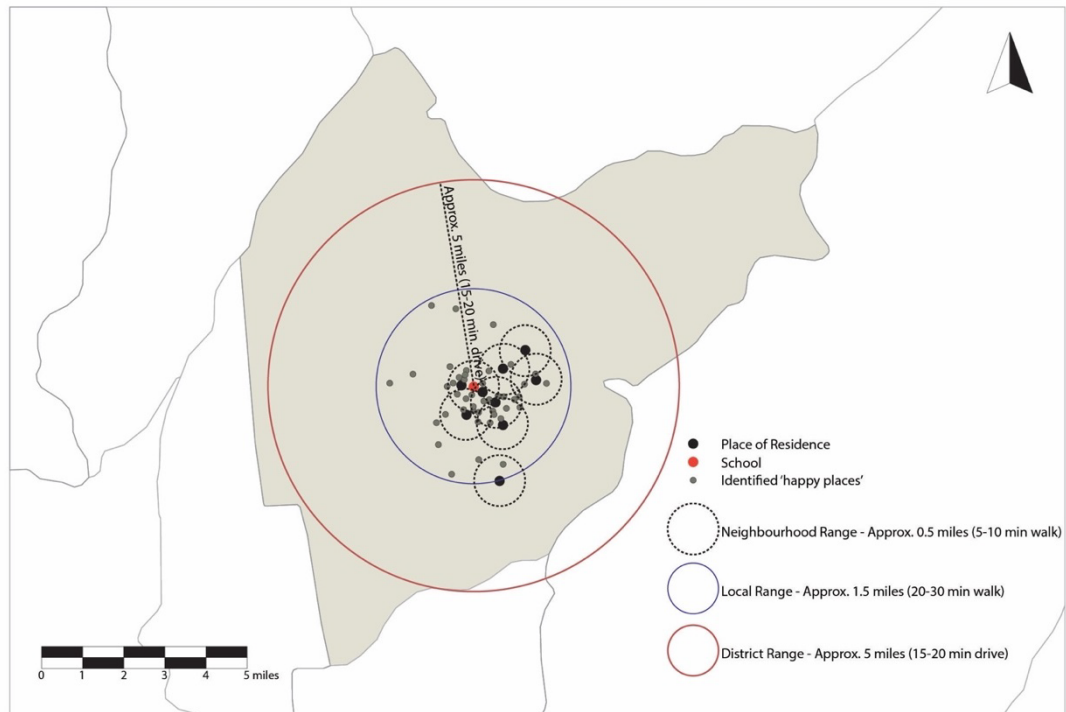 Approx. 5 miles (15-20 min. drive)
Place of Residence
School
Identified 'happy places'
Neighbourhood Range - Approx. 0.5 miles (5-10 min walk)
Local Range - Approx. 1.5 miles (20-30 min walk)
District Range - Approx. 5 miles (15-20 min drive)
0 1 2 3 4 5 miles